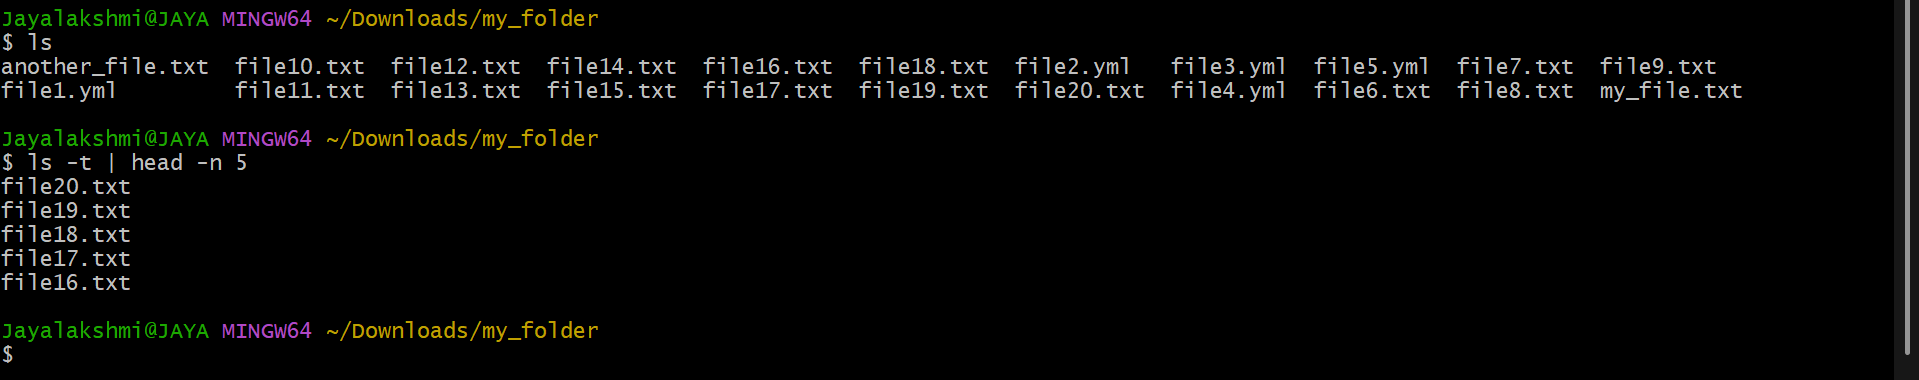 Jayalakshmi@JAYA MINGW64 ~/Downloads/my_folder
$ ls
another_file.txt  file10.txt  file12.txt  file14.txt  file16.txt  file18.txt  file2.yml   file3.yml  file5.yml  file7.txt  file9.txt
file1.yml         file11.txt  file13.txt  file15.txt  file17.txt  file19.txt  file20.txt  file4.yml  file6.txt  file8.txt  my_file.txt
Jayalakshmi@JAYA MINGW64 ~/Downloads/my_folder
$ ls -t | head -n 5
file20.txt
file19.txt
file18.txt
file17.txt
file16.txt
Jayalakshmi@JAYA MINGW64 ~/Downloads/my_folder
$